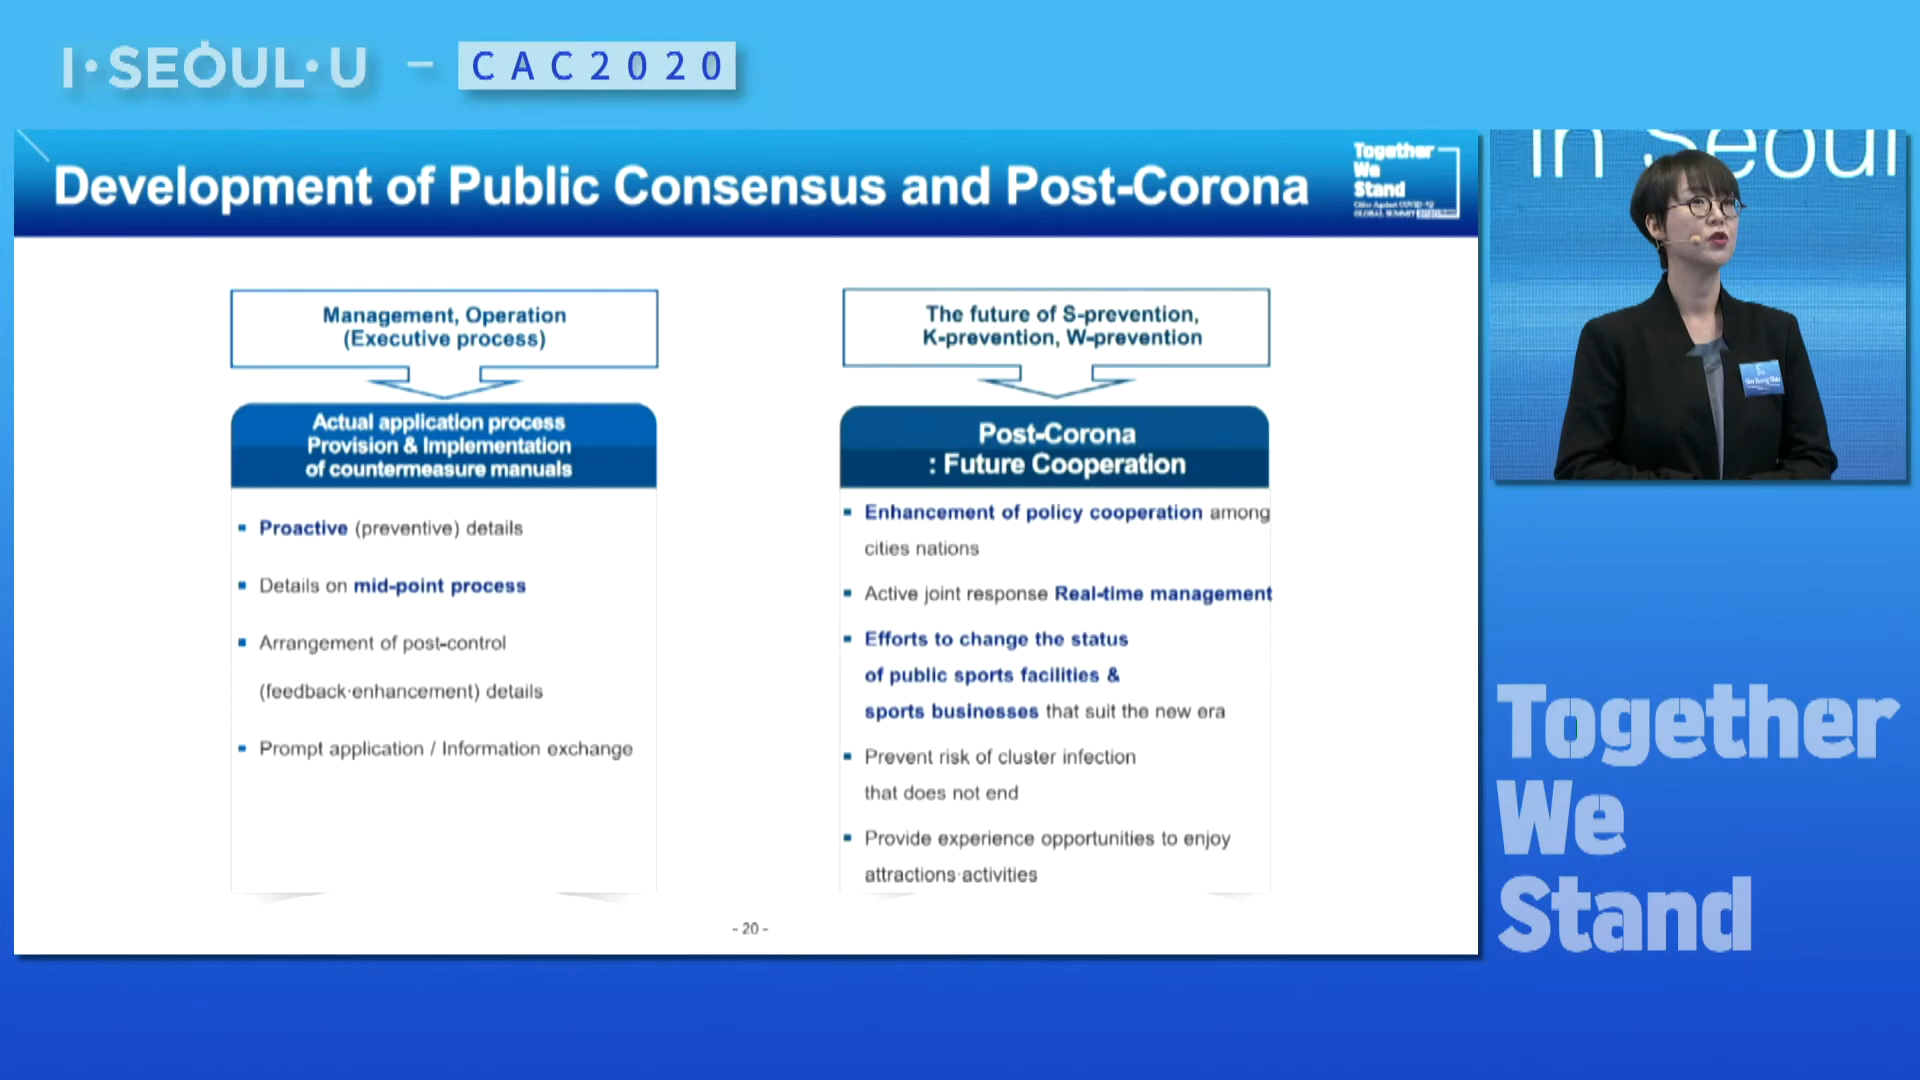 I·SEOUL·U – CAC2020
Development of Public Consensus and Post-Corona
Together
We
Stand
Management, Operation
(Executive process)
Actual application process
Provision & Implementation
of countermeasure manuals
▪ Proactive (preventive) details
▪ Details on mid-point process
▪ Arrangement of post-control
(feedback·enhancement) details
▪ Prompt application / Information exchange
The future of S-prevention,
K-prevention, W-prevention
Post-Corona
: Future Cooperation
▪ Enhancement of policy cooperation among
cities nations
▪ Active joint response Real-time management
▪ Efforts to change the status
of public sports facilities &
sports businesses that suit the new era
▪ Prevent risk of cluster infection
that does not end
▪ Provide experience opportunities to enjoy
attractions·activities
- 20 -
in Seoul
Together
We
Stand